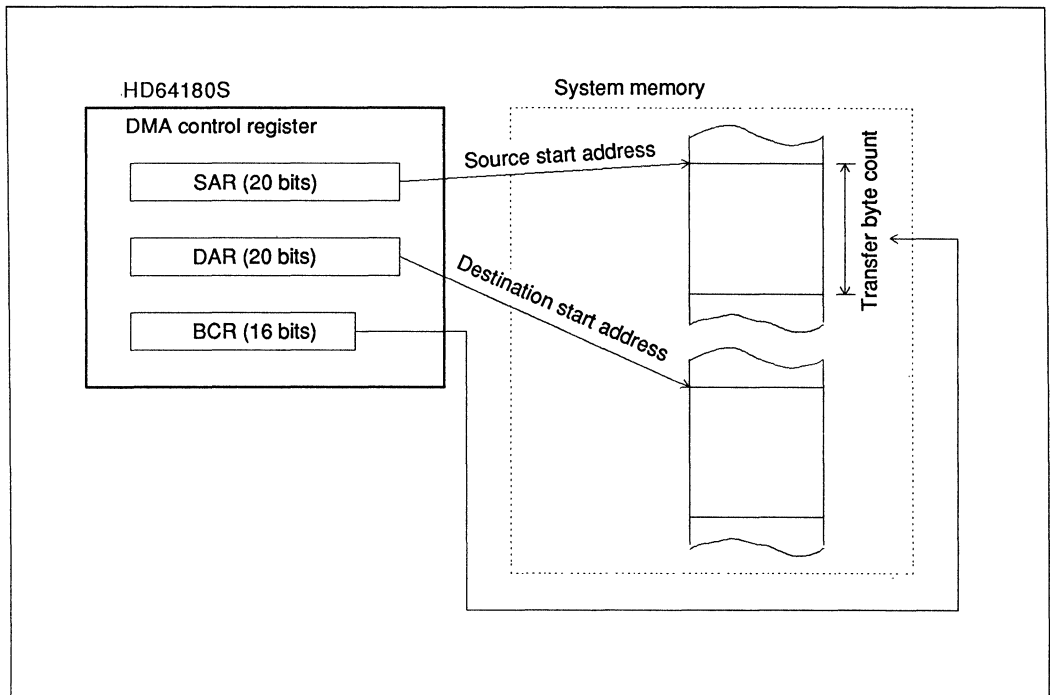 HD64180S
DMA control register
SAR (20 bits)
DAR (20 bits)
BCR (16 bits)
System memory
Source start address
Destination start address
Transfer byte count